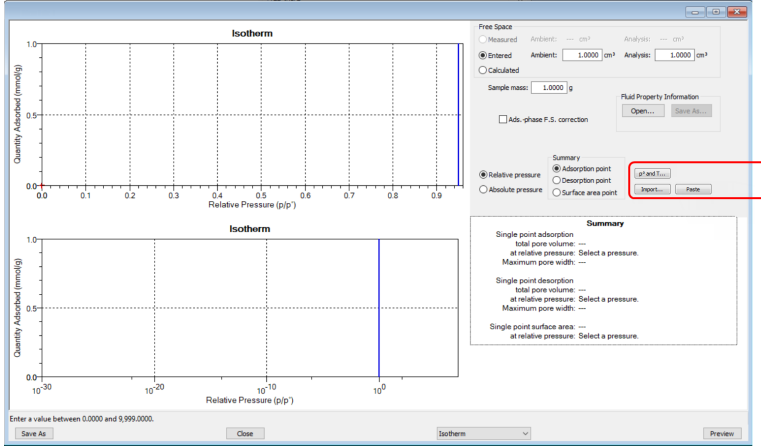 Isotherm
1.0
0.5
0.0
Quantity Adsorbed (mmol/g)
0.0 0.1 0.2 0.3 0.4 0.5 0.6 0.7 0.8 0.9
Relative Pressure (p/p°)
Isotherm
1.0
0.5
0.0
Quantity Adsorbed (mmol/g)
10-30 10-20 10-10 100
Relative Pressure (p/p°)
Free Space
Measured Ambient: --- cm³ Analysis: --- cm³
Entered Ambient: 1.0000 cm³ Analysis: 1.0000 cm³
Calculated
Sample mass: 1.0000 g
Ads.-phase F.S. correction
Fluid Property Information
Open... Save As...
Relative pressure
Absolute pressure
Summary
Adsorption point
Desorption point
Surface area point
p° and T...
Import... Paste
Summary
Single point adsorption
total pore volume: ---
at relative pressure: Select a pressure.
Maximum pore width: ---
Single point desorption
total pore volume: ---
at relative pressure: Select a pressure.
Maximum pore width: ---
Single point surface area: ---
at relative pressure: Select a pressure.
Enter a value between 0.0000 and 9,999.0000.
Save As Close Isotherm Preview